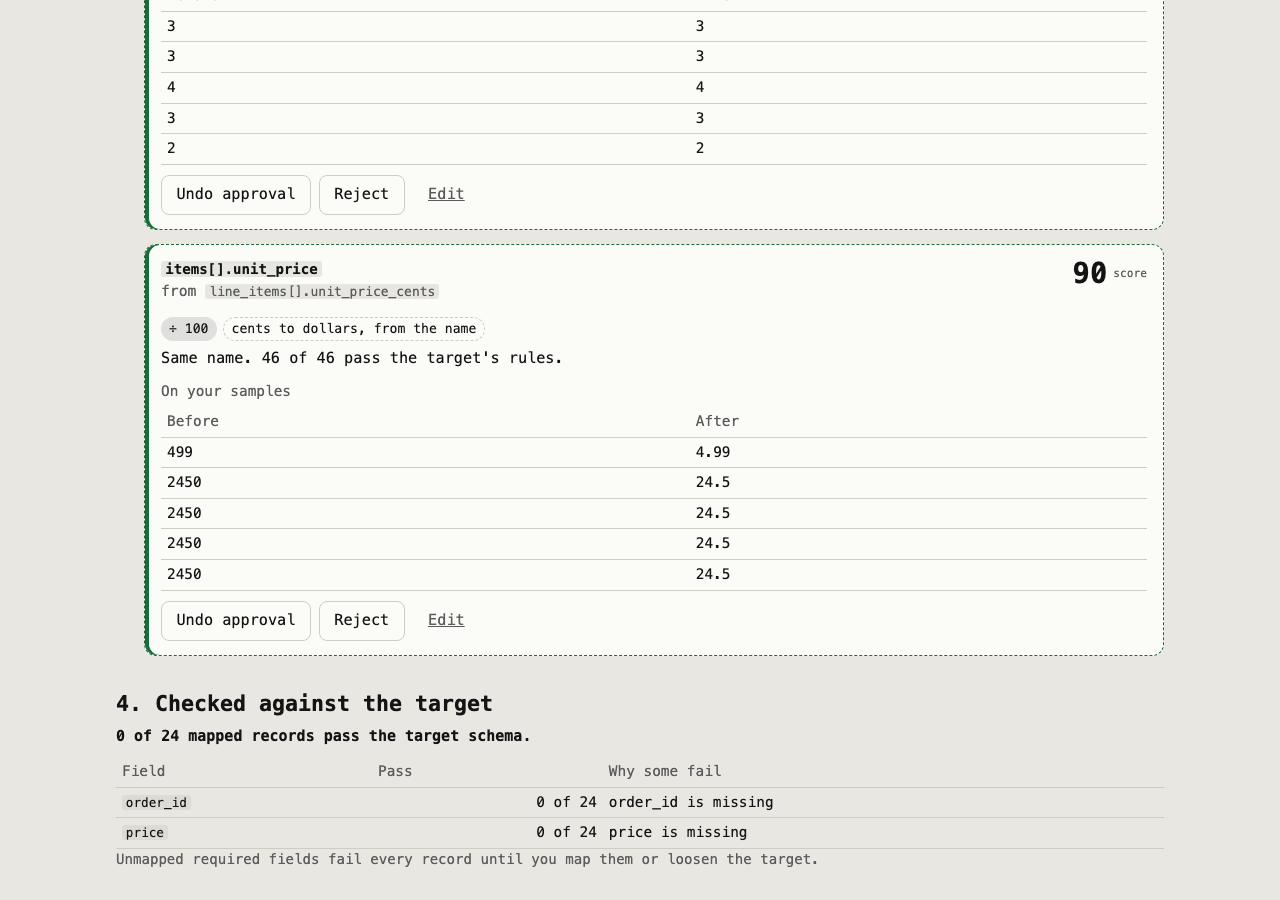 3 3
3 3
4 4
3 3
2 2
Undo approval Reject Edit
items[].unit_price
90 score
from line_items[].unit_price_cents
÷ 100 cents to dollars, from the name
Same name. 46 of 46 pass the target's rules.
On your samples
Before After
499 4.99
2450 24.5
2450 24.5
2450 24.5
2450 24.5
Undo approval Reject Edit
4. Checked against the target
0 of 24 mapped records pass the target schema.
Field Pass Why some fail
order_id 0 of 24 order_id is missing
price 0 of 24 price is missing
Unmapped required fields fail every record until you map them or loosen the target.